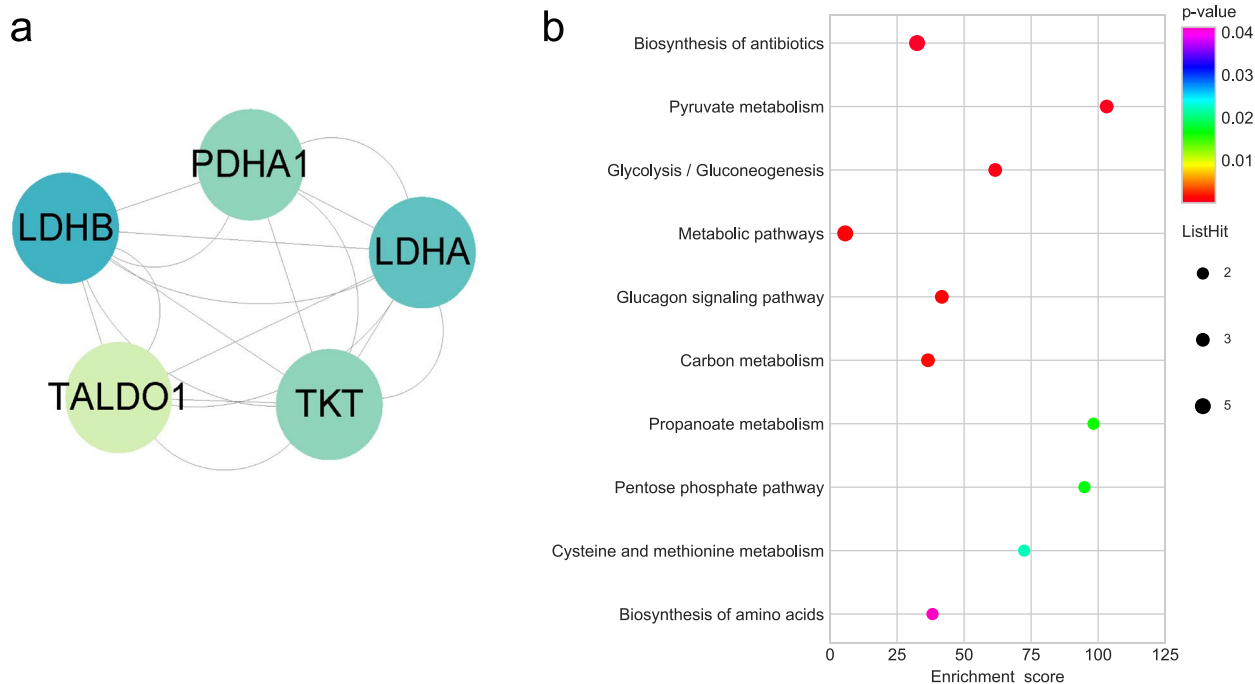 a
PDHA1
LDHB
LDHA
TALDO1
TKT
b
Biosynthesis of antibiotics
Pyruvate metabolism
Glycolysis / Gluconeogenesis
Metabolic pathways
Glucagon signaling pathway
Carbon metabolism
Propanoate metabolism
Pentose phosphate pathway
Cysteine and methionine metabolism
Biosynthesis of amino acids
0 25 50 75 100 125
Enrichment score
p-value
0.04
0.03
0.02
0.01
ListHit
2
3
5